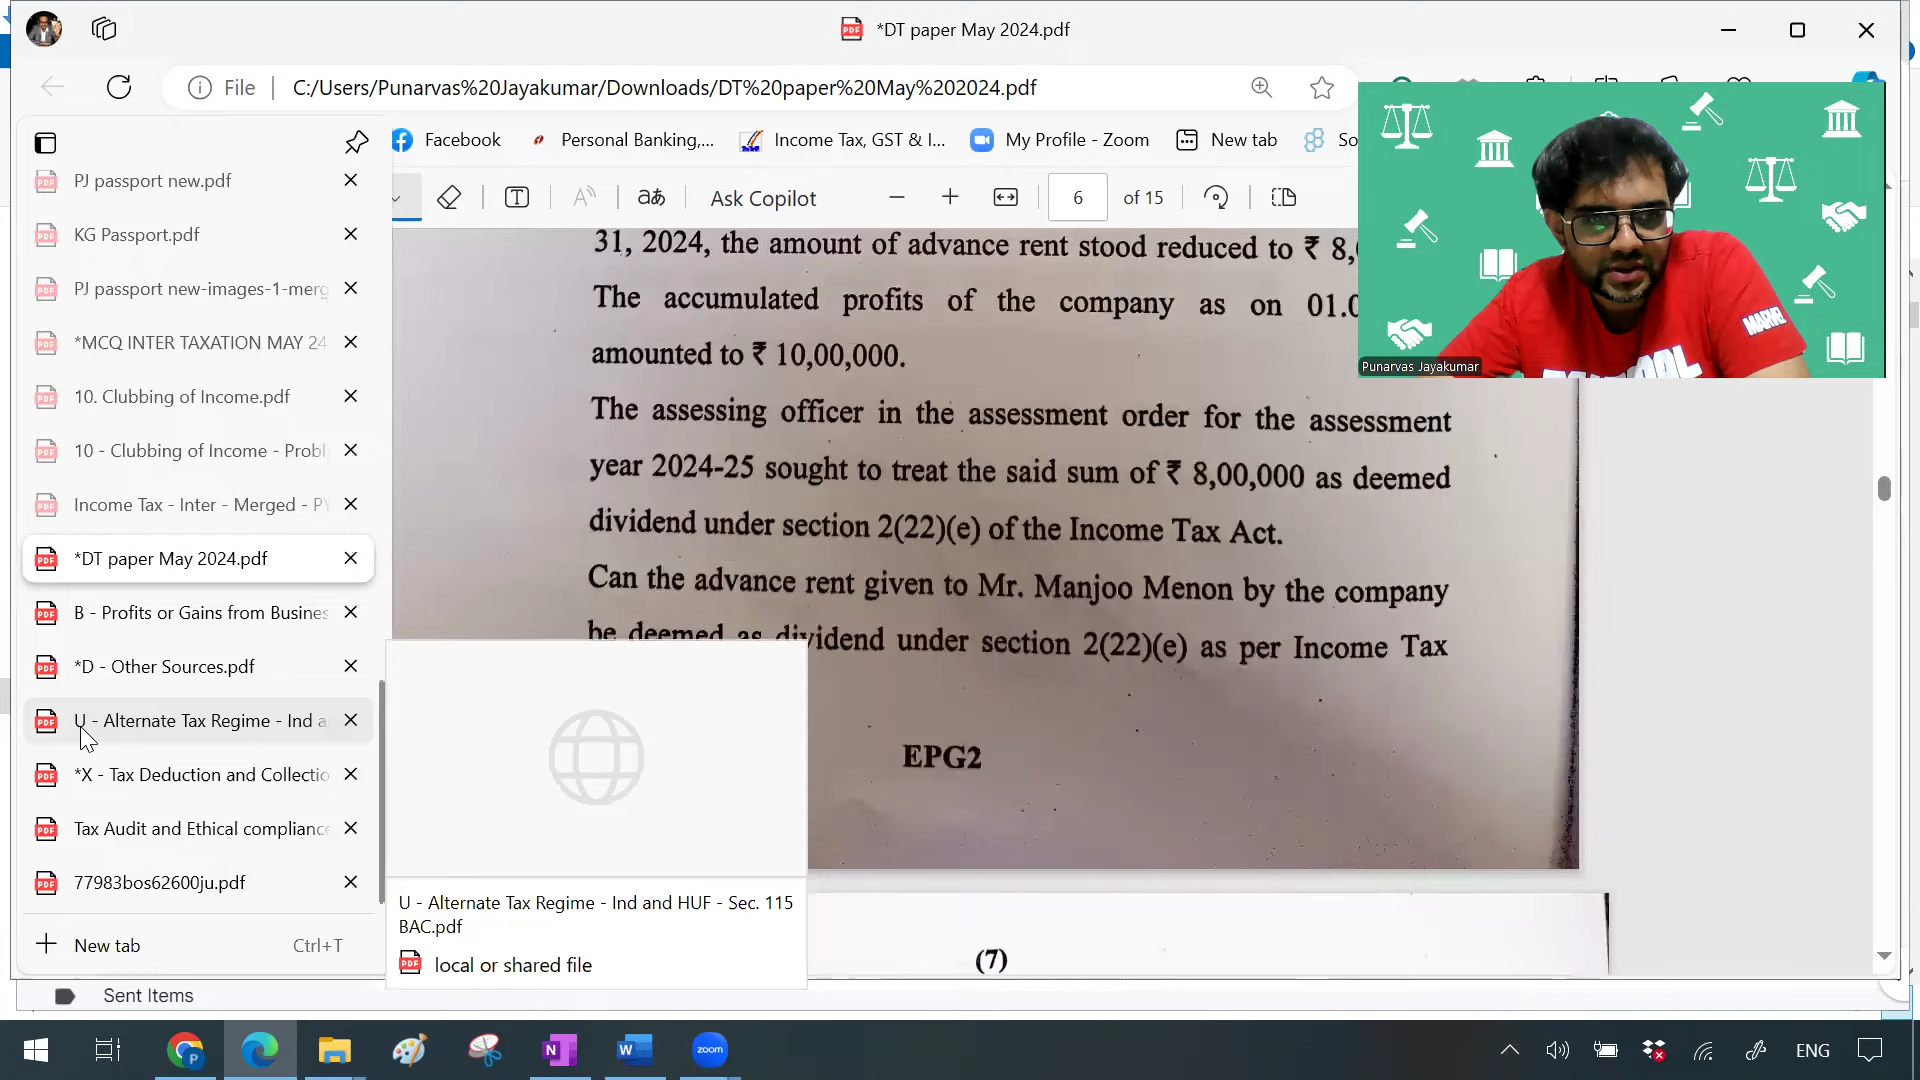 *DT paper May 2024.pdf
File
C:/Users/Punarvas%20Jayakumar/Downloads/DT%20paper%20May%202024.pdf
Facebook
Personal Banking,...
Income Tax, GST & I...
My Profile - Zoom
New tab
So
Ask Copilot
6
of 15
PJ passport new.pdf
KG Passport.pdf
PJ passport new-images-1-merg
*MCQ INTER TAXATION MAY 24
10. Clubbing of Income.pdf
10 - Clubbing of Income - Probl
Income Tax - Inter - Merged - PY
*DT paper May 2024.pdf
B - Profits or Gains from Busines
*D - Other Sources.pdf
U - Alternate Tax Regime - Ind a
*X - Tax Deduction and Collectio
Tax Audit and Ethical compliance
77983bos62600ju.pdf
New tab
Ctrl+T
Sent Items
31, 2024, the amount of advance rent stood reduced to ₹ 8,
The accumulated profits of the company as on 01.0
amounted to ₹ 10,00,000.
The assessing officer in the assessment order for the assessment
year 2024-25 sought to treat the said sum of ₹ 8,00,000 as deemed
dividend under section 2(22)(e) of the Income Tax Act.
Can the advance rent given to Mr. Manjoo Menon by the company
be deemed as dividend under section 2(22)(e) as per Income Tax
EPG2
(7)
U - Alternate Tax Regime - Ind and HUF - Sec. 115
BAC.pdf
local or shared file
Punarvas Jayakumar
MARVEL
zoom
ENG